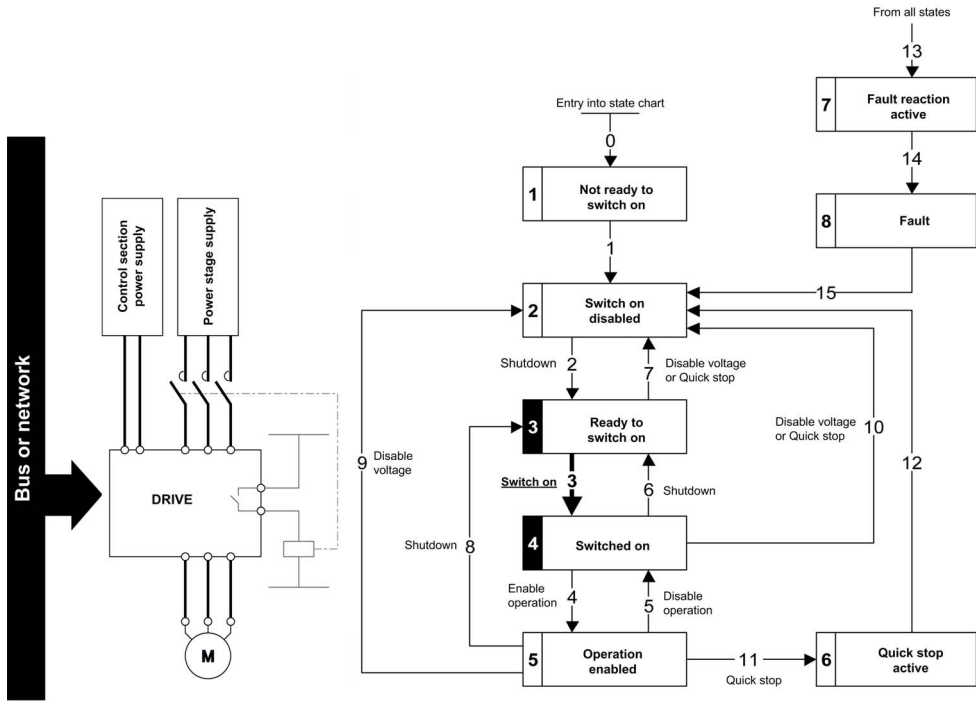 Bus or network
Control section
power supply
Power stage supply
DRIVE
M
From all states
13
7
Fault reaction
active
14
8
Fault
15
Entry into state chart
0
1
Not ready to
switch on
1
2
Switch on
disabled
Shutdown
2
7
Disable voltage
or Quick stop
3
Ready to
switch on
Disable voltage
or Quick stop
10
12
9
Disable
voltage
Switch on
3
6
Shutdown
4
Switched on
Shutdown
8
Enable
operation
4
5
Disable
operation
5
Operation
enabled
11
Quick stop
6
Quick stop
active